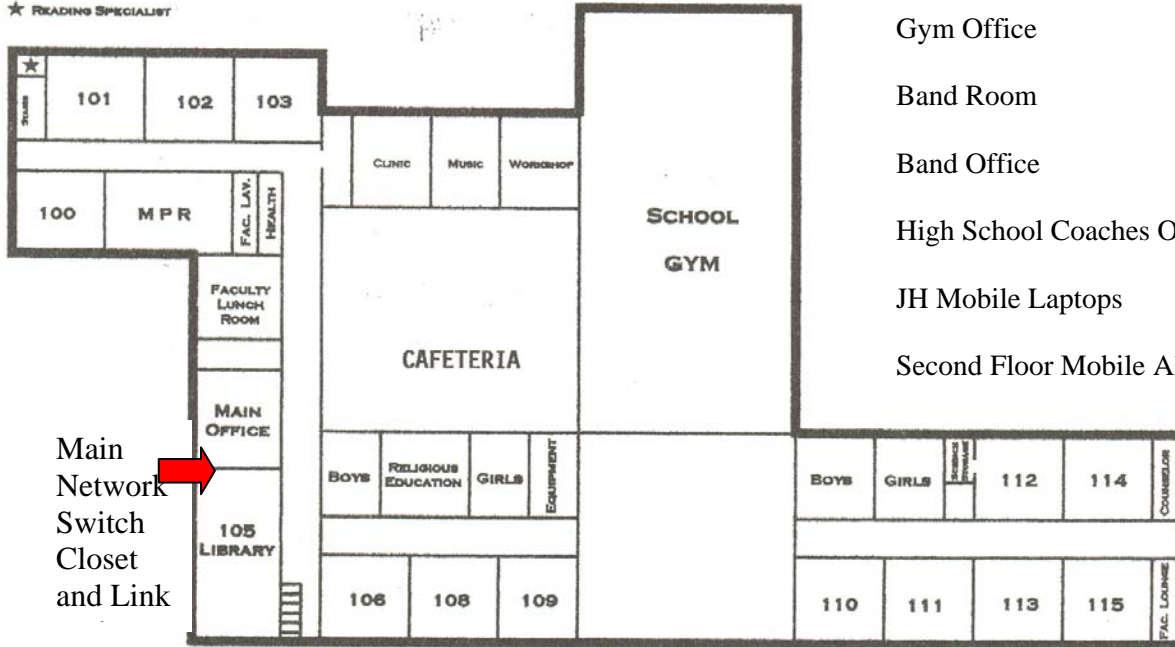 ★ READING SPECIALIST
STAIRS
101
102
103
100
MPR
FAC. LAV.
HEALTH
CLINIC
MUSIC
WORKSHOP
SCHOOL
GYM
FACULTY
LUNCH
ROOM
CAFETERIA
MAIN
OFFICE
105
LIBRARY
BOYS
RELIGIOUS
EDUCATION
GIRLS
EQUIPMENT
106
108
109
BOYS
GIRLS
SCIENCE
STORAGE
112
114
COUNSELOR
110
111
113
115
FAC. LOUNGE
Main
Network
Switch
Closet
and Link
Gym Office
Band Room
Band Office
High School Coaches O
JH Mobile Laptops
Second Floor Mobile A